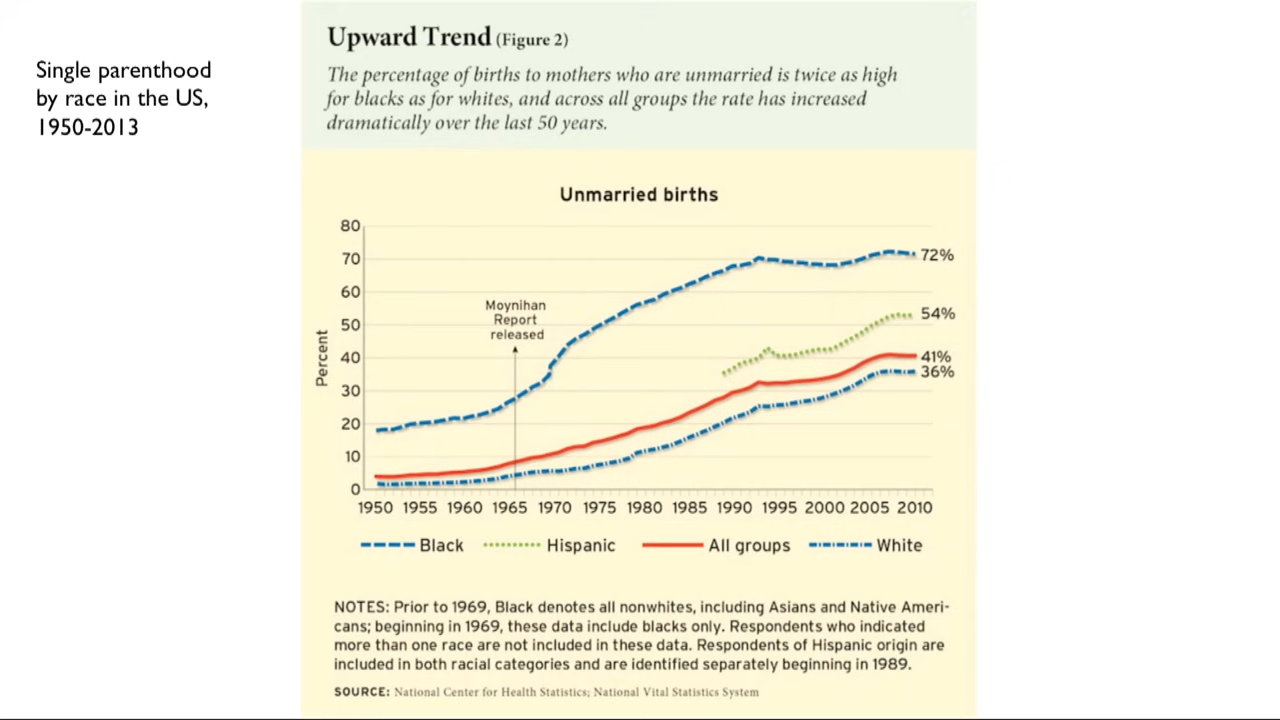 Single parenthood
by race in the US,
1950-2013
Upward Trend (Figure 2)
The percentage of births to mothers who are unmarried is twice as high
for blacks as for whites, and across all groups the rate has increased
dramatically over the last 50 years.
Unmarried births
80
70
60
50
40
30
20
10
0
Percent
Moynihan
Report
released
72%
54%
41%
36%
1950 1955 1960 1965 1970 1975 1980 1985 1990 1995 2000 2005 2010
Black Hispanic All groups White
NOTES: Prior to 1969, Black denotes all nonwhites, including Asians and Native Ameri-
cans; beginning in 1969, these data include blacks only. Respondents who indicated
more than one race are not included in these data. Respondents of Hispanic origin are
included in both racial categories and are identified separately beginning in 1989.
SOURCE: National Center for Health Statistics; National Vital Statistics System